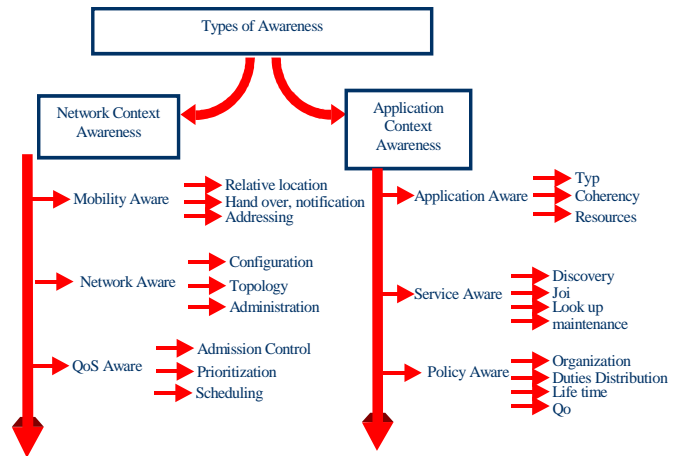 Types of Awareness
Network Context
Awareness
Mobility Aware
Relative location
Hand over, notification
Addressing
Network Aware
Configuration
Topology
Administration
QoS Aware
Admission Control
Prioritization
Scheduling
Application
Context
Awareness
Application Aware
Typ
Coherency
Resources
Service Aware
Discovery
Joi
Look up
maintenance
Policy Aware
Organization
Duties Distribution
Life time
Qo